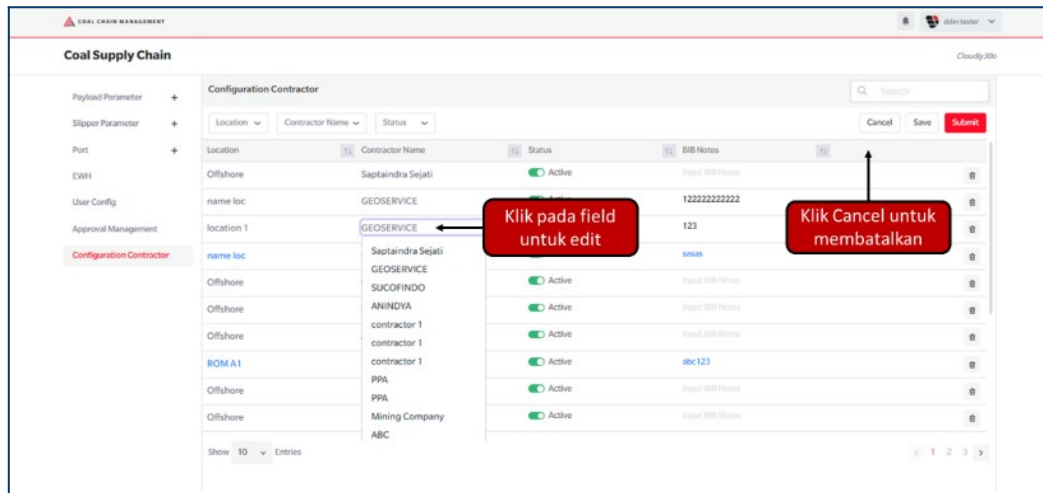 COAL CHAIN MANAGEMENT
ddm tester
Coal Supply Chain
Cloudly,30o
Payload Parameter +
Slipper Parameter +
Port +
EWH
User Config
Approval Management
Configuration Contractor
Configuration Contractor
Search
Location Contractor Name Status
Cancel Save Submit
Location Contractor Name Status BIB Notes
Offshore Saptaindra Sejati Active Input BIB Notes
name loc GEOSERVICE 122222222222
location 1 GEOSERVICE 123
name loc sasas
Offshore Active Input BIB Notes
Offshore Active Input BIB Notes
Offshore Active Input BIB Notes
ROM A1 Active abc123
Offshore Active Input BIB Notes
Offshore Active Input BIB Notes
Saptaindra Sejati
GEOSERVICE
SUCOFINDO
ANINDYA
contractor 1
contractor 1
contractor 1
PPA
PPA
Mining Company
ABC
Klik pada field
untuk edit
Klik Cancel untuk
membatalkan
Show 10 Entries
< 1 2 3 >